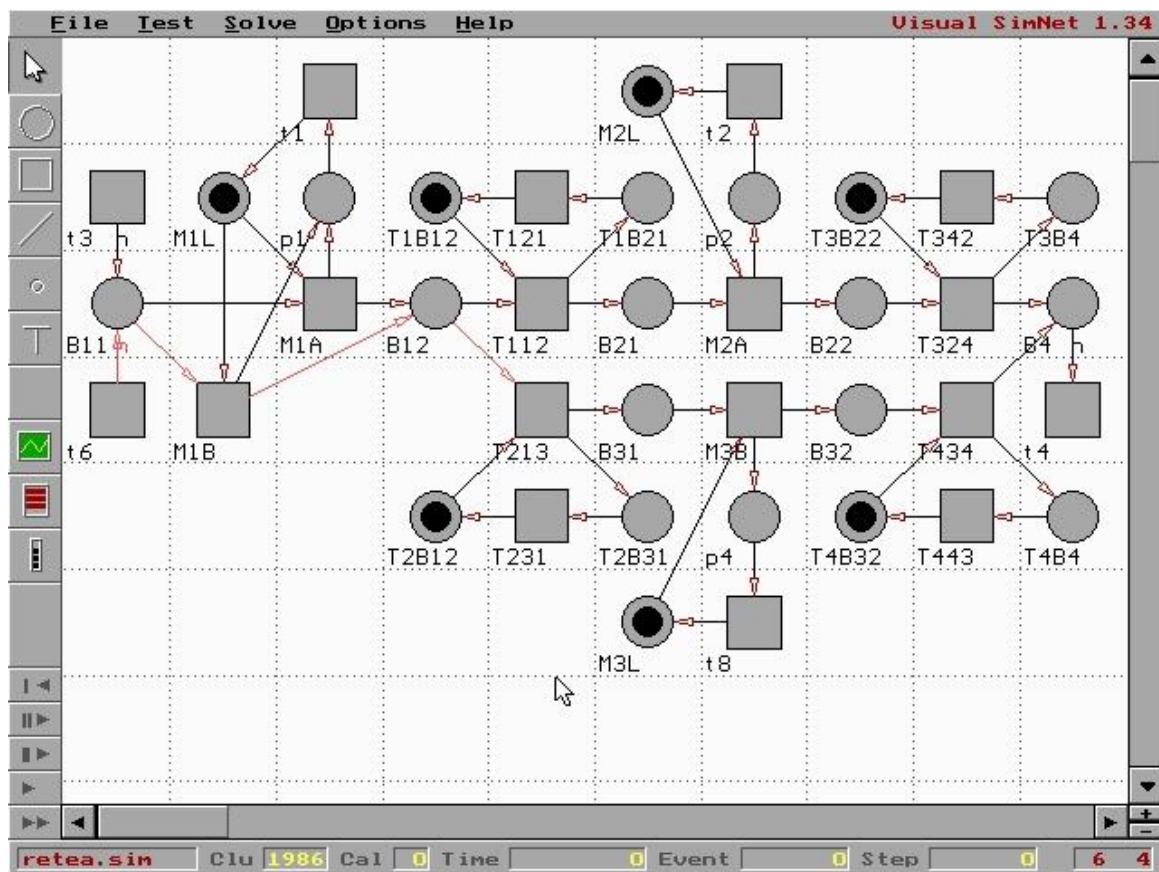 File Test Solve Options Help Visual SimNet 1.34
t1 M2L t2
t3 n M1L p1 T1B12 T121 T1B21 p2 T3B22 T342 T3B4
B11 n M1A B12 T112 B21 M2A B22 T324 B4 n
t6 M1B T213 B31 M3B B32 T434 t4
T2B12 T231 T2B31 p4 T4B32 T443 T4B4
M3L t8
retea.sim Clu 1986 Cal 0 Time 0 Event 0 Step 0 6 4